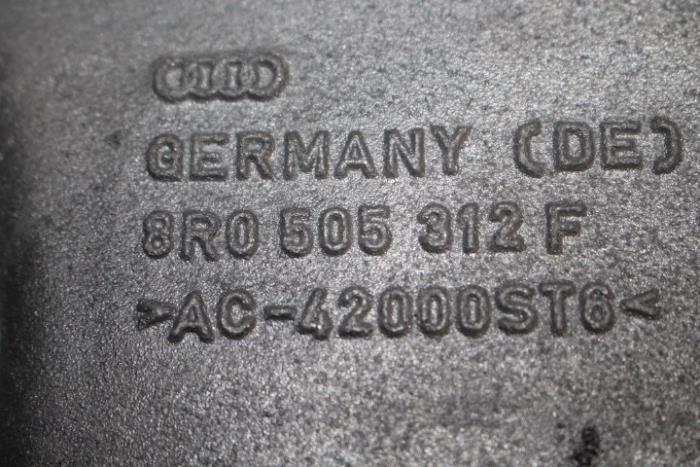 GERMANY (DE)
8R0 505 312 F
>AC-42000ST6<